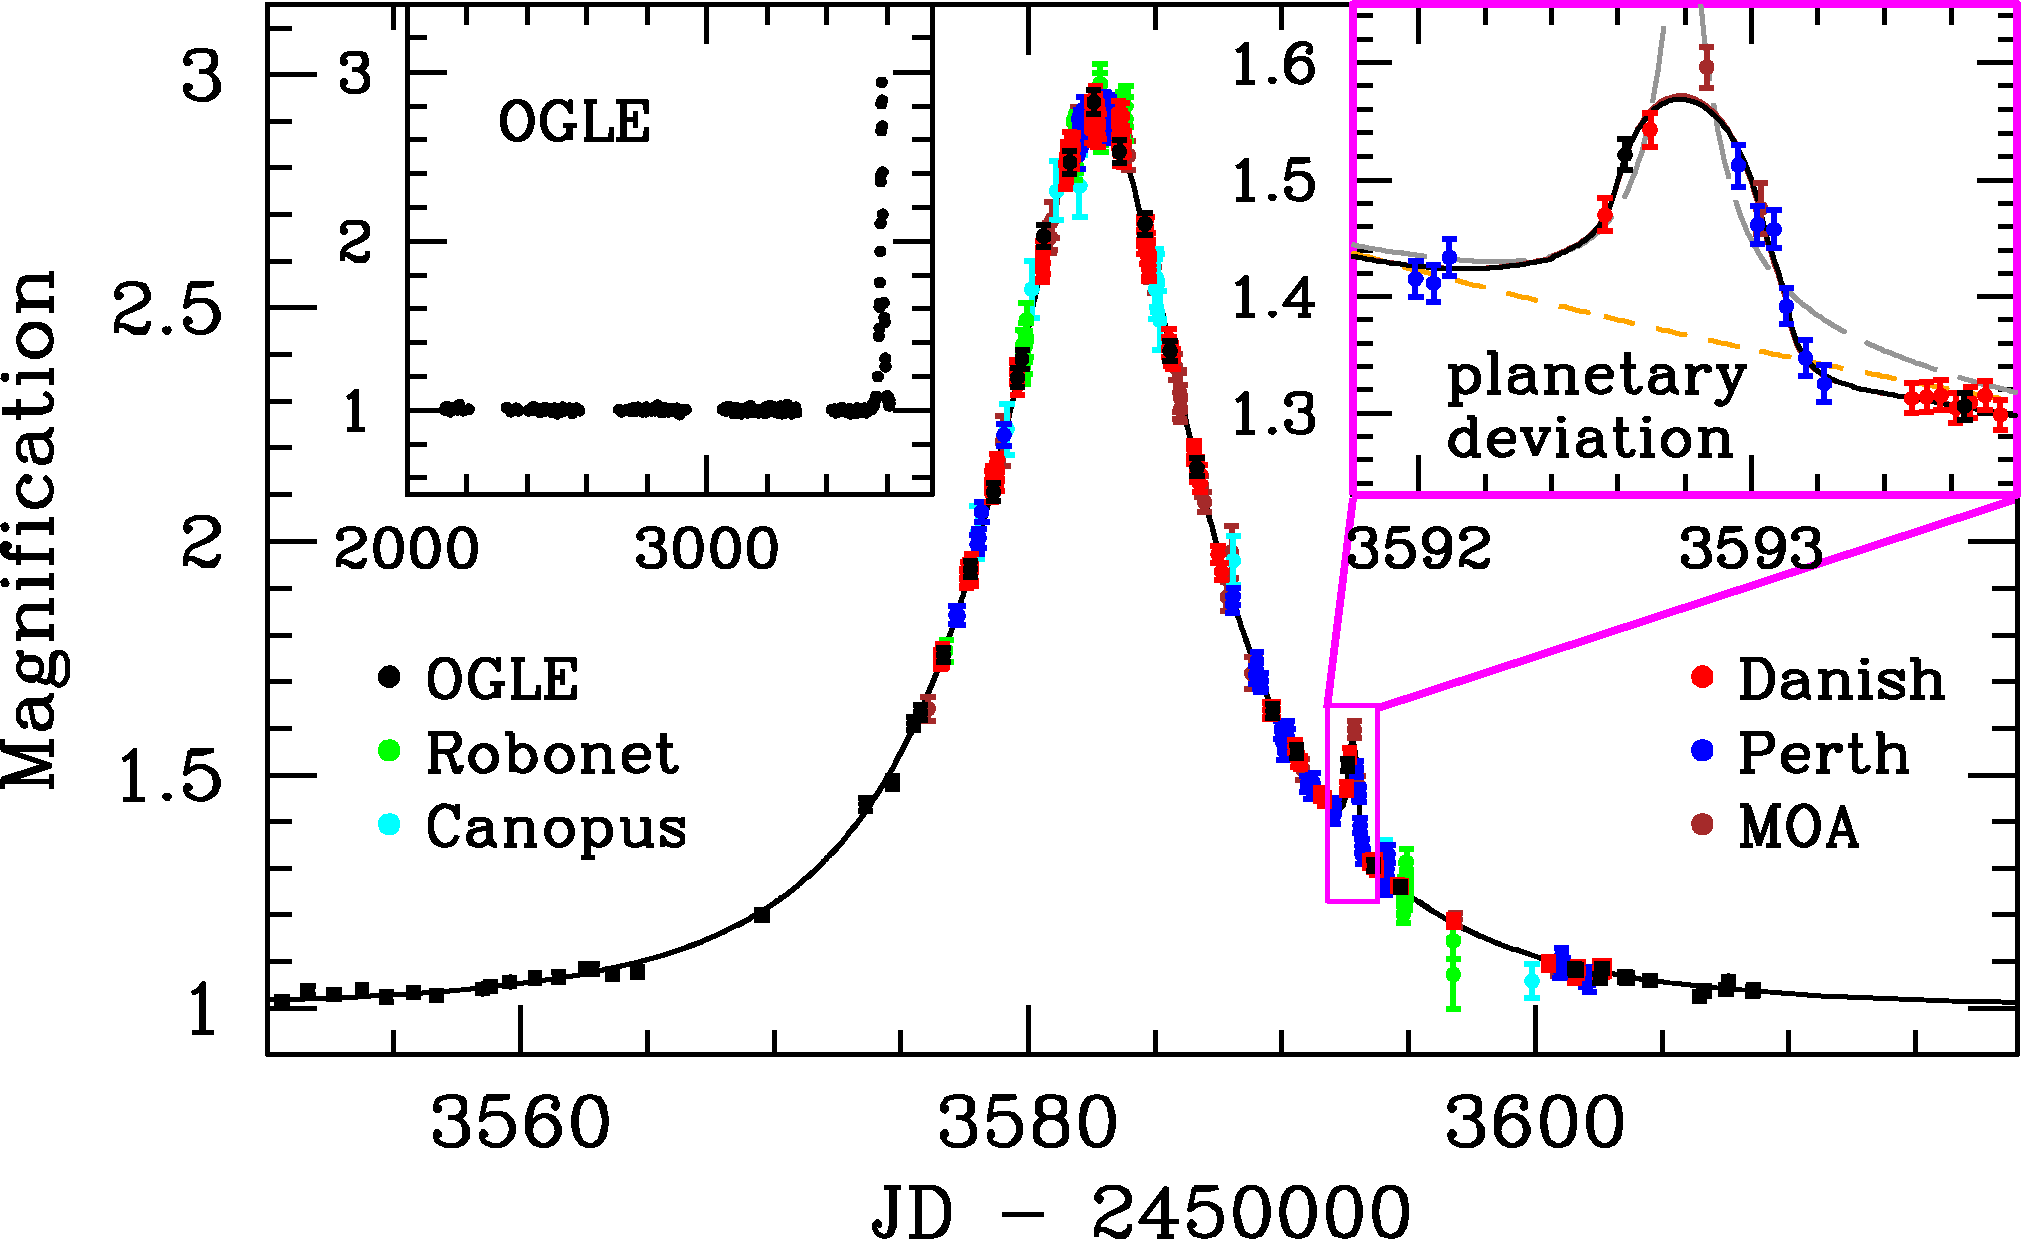 Magnification
3
2.5
2
1.5
1
3
2
1
OGLE
2000
3000
1.6
1.5
1.4
1.3
planetary
deviation
3592
3593
OGLE
Robonet
Canopus
Danish
Perth
MOA
3560
3580
3600
JD - 2450000